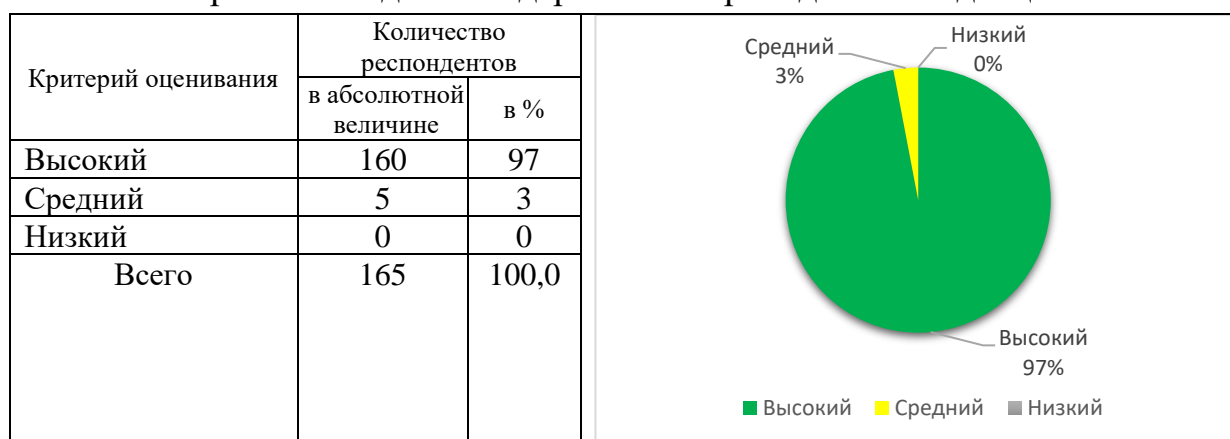 Критерий оценивания
Количество
респондентов
в абсолютной
величине
в %
Высокий 160 97
Средний 5 3
Низкий 0 0
Всего 165 100,0
Средний
3%
Низкий
0%
Высокий
97%
Высокий Средний Низкий